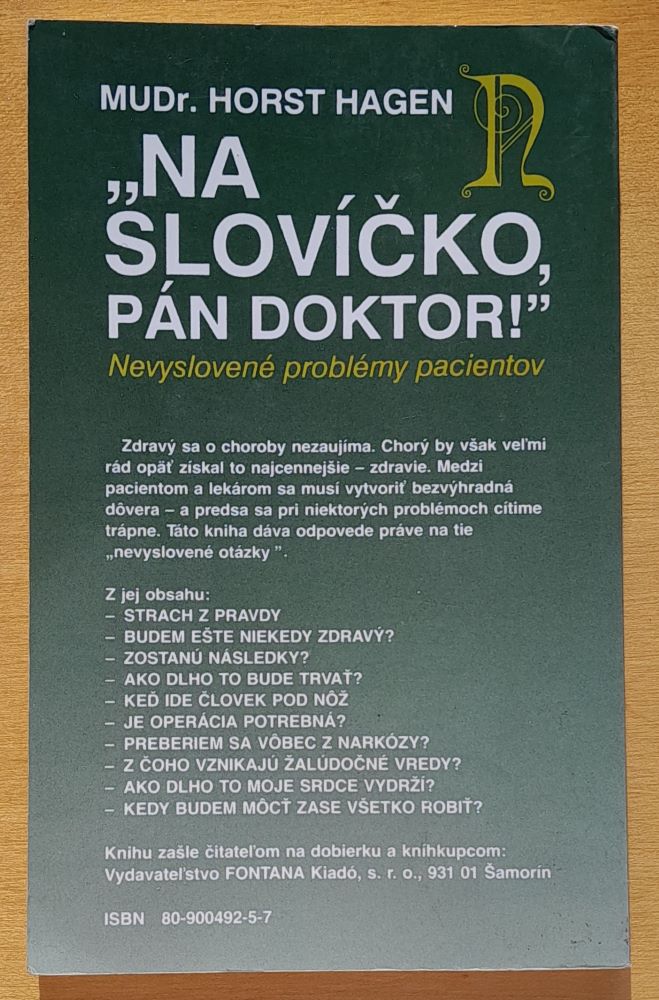 MUDr. HORST HAGEN
N
„NA
SLOVÍČKO,
PÁN DOKTOR!”
Nevyslovené problémy pacientov
Zdravý sa o choroby nezaujíma. Chorý by však veľmi
rád opäť získal to najcennejšie – zdravie. Medzi
pacientom a lekárom sa musí vytvoriť bezvýhradná
dôvera – a predsa sa pri niektorých problémoch cítime
trápne. Táto kniha dáva odpovede práve na tie
„nevyslovené otázky ”.
Z jej obsahu:
– STRACH Z PRAVDY
– BUDEM EŠTE NIEKEDY ZDRAVÝ?
– ZOSTANÚ NÁSLEDKY?
– AKO DLHO TO BUDE TRVAŤ?
– KEĎ IDE ČLOVEK POD NÔŽ
– JE OPERÁCIA POTREBNÁ?
– PREBERIEM SA VÔBEC Z NARKÓZY?
– Z ČOHO VZNIKAJÚ ŽALÚDOČNÉ VREDY?
– AKO DLHO TO MOJE SRDCE VYDRŽÍ?
– KEDY BUDEM MÔCŤ ZASE VŠETKO ROBIŤ?
Knihu zašle čitateľom na dobierku a kníhkupcom:
Vydavateľstvo FONTANA Kiadó, s. r. o., 931 01 Šamorín
ISBN 80-900492-5-7